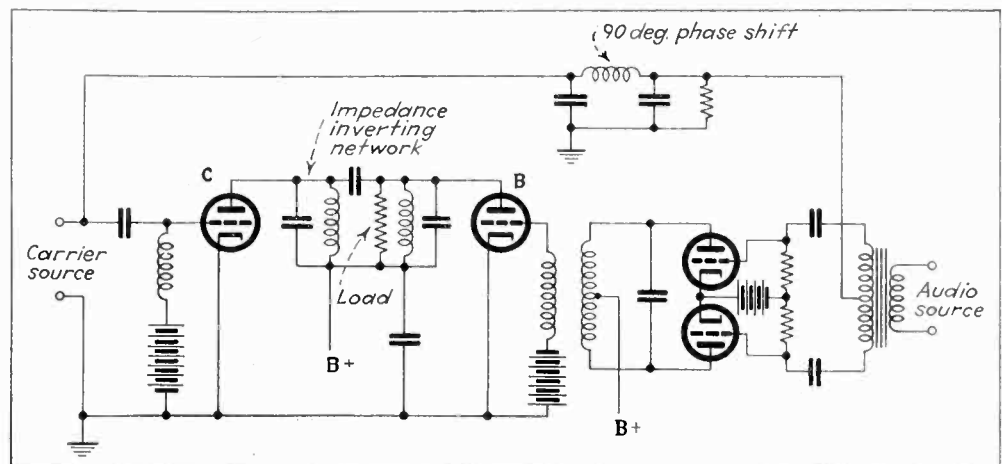 90 deg. phase shift
Impedance
inverting
network
C
B
Carrier
source
Load
Audio
source
B+
B+